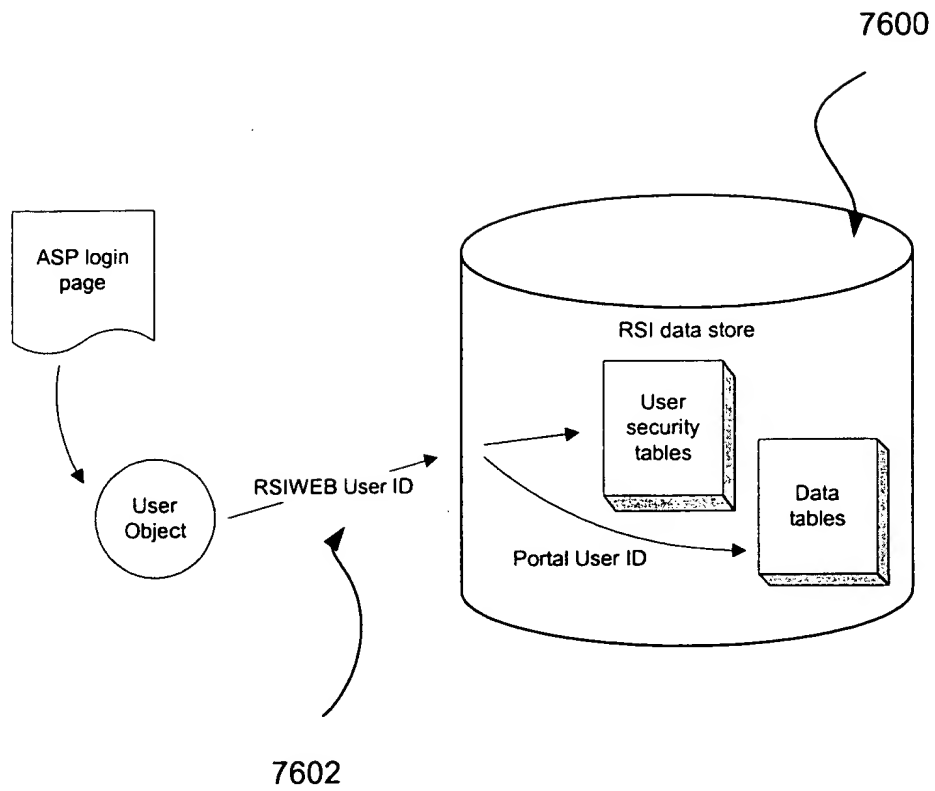 7600
ASP login
page
RSI data store
User
security
tables
RSIWEB User ID
User
Object
Data
tables
Portal User ID
7602